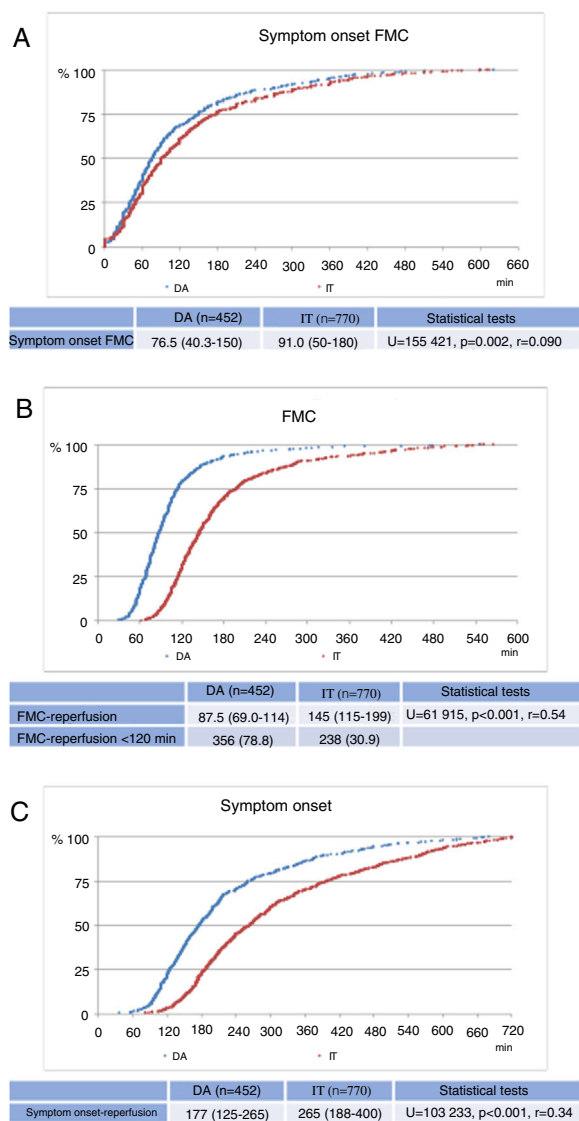 A
Symptom onset FMC
% 100
75
50
25
0
0 60 120 180 240 300 360 420 480 540 600 660
min
DA IT
DA (n=452) IT (n=770) Statistical tests
Symptom onset FMC 76.5 (40.3-150) 91.0 (50-180) U=155 421, p=0.002, r=0.090
B
FMC
% 100
75
50
25
0
0 60 120 180 240 300 360 420 480 540 600
min
DA IT
DA (n=452) IT (n=770) Statistical tests
FMC-reperfusion 87.5 (69.0-114) 145 (115-199) U=61 915, p<0.001, r=0.54
FMC-reperfusion <120 min 356 (78.8) 238 (30.9)
C
Symptom onset
% 100
75
50
25
0
0 60 120 180 240 300 360 420 480 540 600 660 720
min
DA IT
DA (n=452) IT (n=770) Statistical tests
Symptom onset-reperfusion 177 (125-265) 265 (188-400) U=103 233, p<0.001, r=0.34